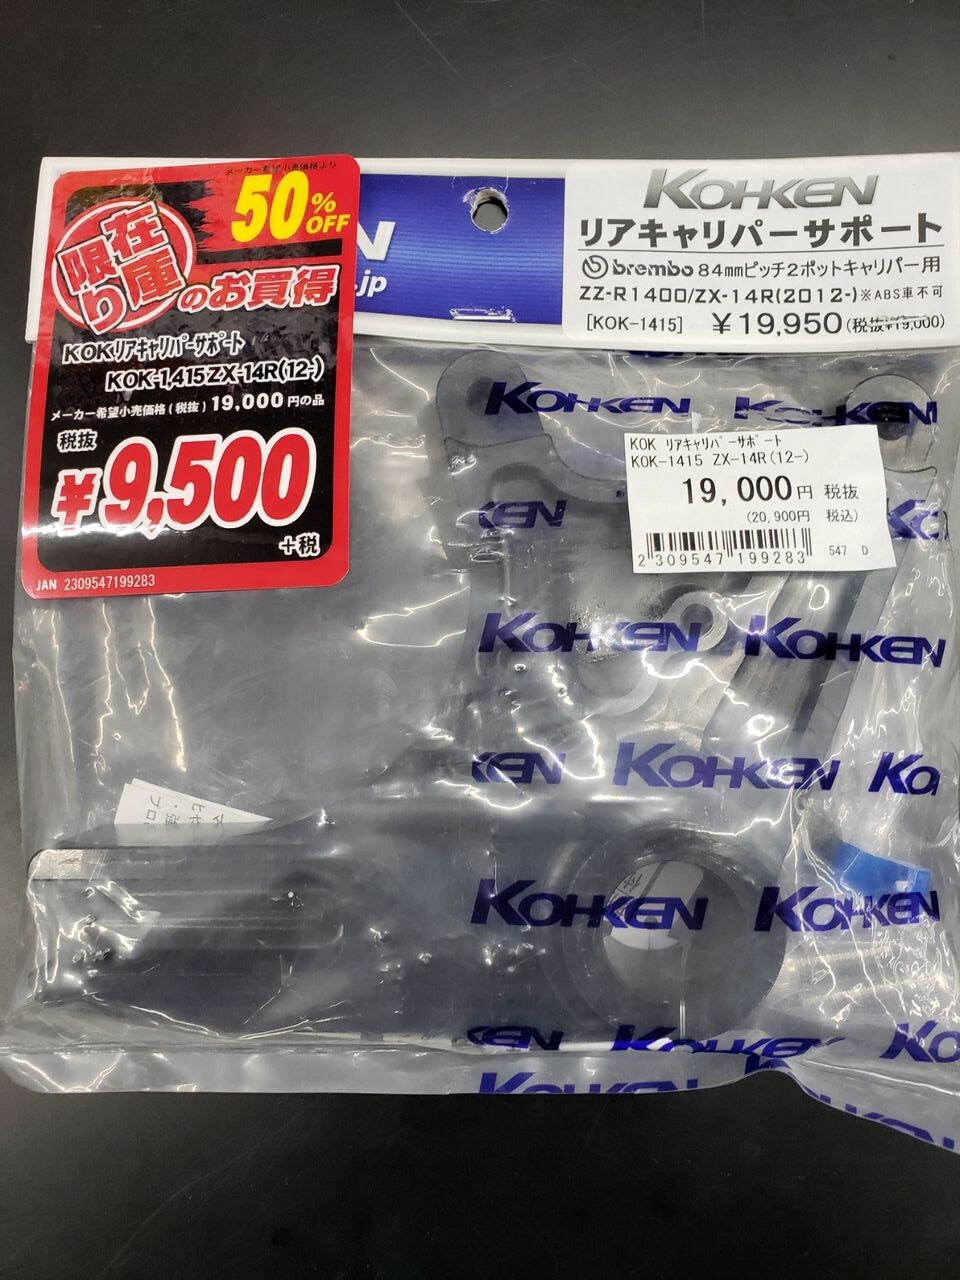 メーカー希望小売価格より
50%OFF
在庫限り
のお買得
KOKリアキャリパーサポート
KOK-1415ZX-14R(12-)
メーカー希望小売価格(税抜)19,000円の品
税抜
¥9,500
+税
JAN 2309547199283
N
.jp
KOHKEN
リアキャリパーサポート
brembo 84mmピッチ2ポットキャリパー用
ZZ-R1400/ZX-14R(2012-)※ABS車不可
[KOK-1415] ¥19,950(税抜¥19,000)
KOHKEN KOHKEN
KOK リアキャリパーサポート
KOK-1415 ZX-14R(12-)
19,000円 税抜
(20,900円 税込)
2 309547 199283 547 D
KEN KO
KOHKEN KOHKEN
KEN KOHKEN KO
KOHKEN KOHKEN
KEN KOHKEN KO
KOHKEN KOHKEN